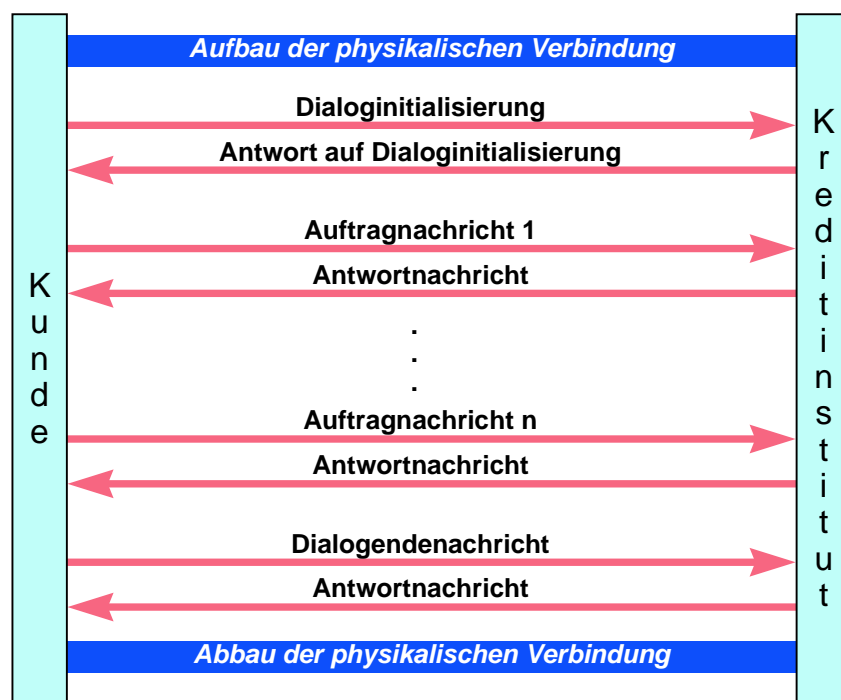 Aufbau der physikalischen Verbindung
Dialoginitialisierung
Antwort auf Dialoginitialisierung
Auftragnachricht 1
Antwortnachricht
.
.
.
Auftragnachricht n
Antwortnachricht
Dialogendenachricht
Antwortnachricht
Abbau der physikalischen Verbindung
Kunde
Kreditinstitut